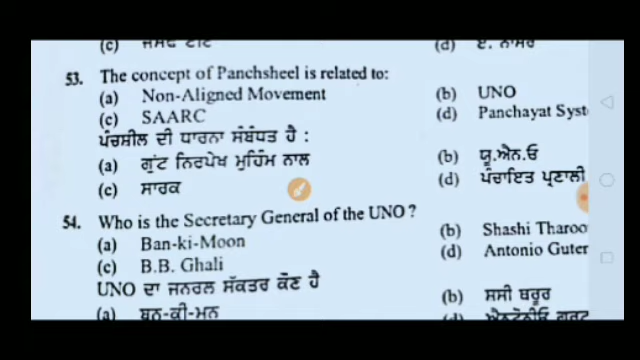 (c) (d) ਏ. ਨਾਸਰ
53. The concept of Panchsheel is related to:
(a) Non-Aligned Movement (b) UNO
(c) SAARC (d) Panchayat Syst
ਪੰਚਸ਼ੀਲ ਦੀ ਧਾਰਨਾ ਸੰਬੰਧਤ ਹੈ :
(a) ਗੁੱਟ ਨਿਰਪੇਖ ਮੁਹਿੰਮ ਨਾਲ (b) ਯੂ.ਐਨ.ਓ
(c) ਸਾਰਕ (d) ਪੰਚਾਇਤ ਪ੍ਰਣਾਲੀ
54. Who is the Secretary General of the UNO?
(a) Ban-ki-Moon (b) Shashi Tharoo
(c) B.B. Ghali (d) Antonio Guter
UNO ਦਾ ਜਨਰਲ ਸੱਕਤਰ ਕੌਣ ਹੈ
(a) ਬਾਨ-ਕੀ-ਮੂਨ (b) ਸਸੀ ਥਰੂਰ
(d)